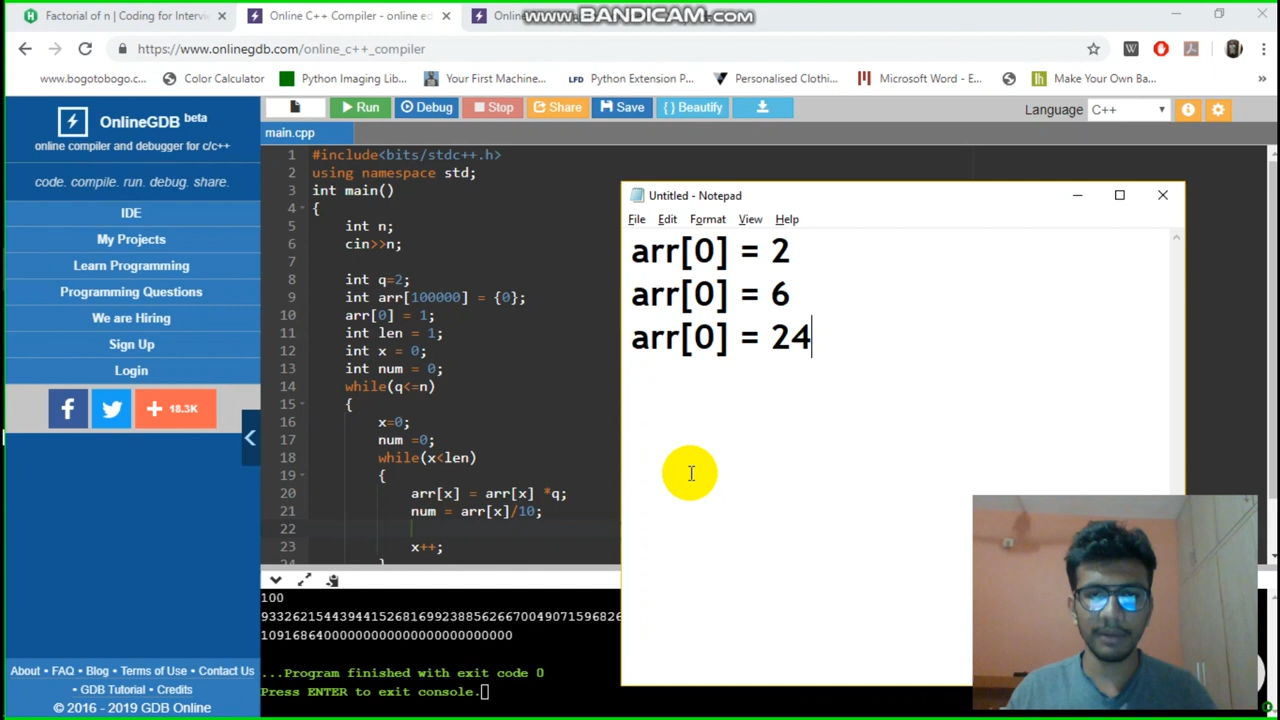 Factorial of n | Coding for Intervie
Online C++ Compiler - online ed
Onlin
www.BANDICAM.com
https://www.onlinegdb.com/online_c++_compiler
www.bogotobogo.c...
Color Calculator
Python Imaging Lib...
Your First Machine...
Python Extension P...
Personalised Clothi...
Microsoft Word - E...
Make Your Own Ba...
»
OnlineGDB beta
online compiler and debugger for c/c++
code. compile. run. debug. share.
IDE
My Projects
Learn Programming
Programming Questions
We are Hiring
Sign Up
Login
f
+ 18.3K
About • FAQ • Blog • Terms of Use • Contact Us
• GDB Tutorial • Credits
© 2016 - 2019 GDB Online
Run
Debug
Stop
Share
Save
{ } Beautify
Language C++
main.cpp
1 #include<bits/stdc++.h>
2 using namespace std;
3 int main()
4 {
5 int n;
6 cin>>n;
7
8 int q=2;
9 int arr[100000] = {0};
10 arr[0] = 1;
11 int len = 1;
12 int x = 0;
13 int num = 0;
14 while(q<=n)
15 {
16 x=0;
17 num =0;
18 while(x<len)
19 {
20 arr[x] = arr[x] *q;
21 num = arr[x]/10;
22
23 x++;
24 }
Untitled - Notepad
File Edit Format View Help
arr[0] = 2
arr[0] = 6
arr[0] = 24
100
9332621544394415268169923885626670049071596826
10916864000000000000000000000000
...Program finished with exit code 0
Press ENTER to exit console.